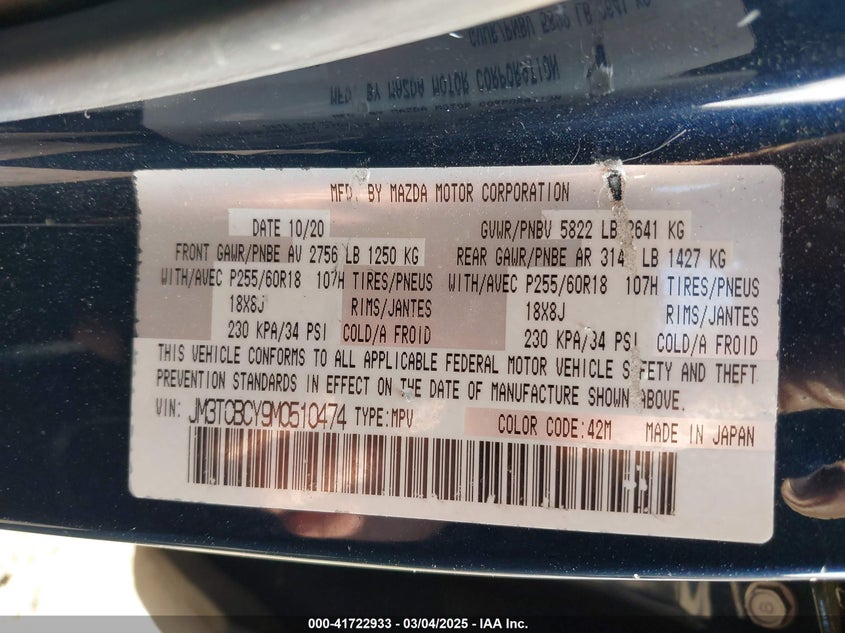 MFD. BY MAZDA MOTOR CORPORATION
DATE 10/20 GVWR/PNBV 5822 LB 2641 KG
FRONT GAWR/PNBE AV 2756 LB 1250 KG REAR GAWR/PNBE AR 314 LB 1427 KG
WITH/AVEC P255/60R18 107H TIRES/PNEUS WITH/AVEC P255/60R18 107H TIRES/PNEUS
18X8J RIMS/JANTES 18X8J RIMS/JANTES
230 KPA/34 PSI COLD/A FROID 230 KPA/34 PSI COLD/A FROID
THIS VEHICLE CONFORMS TO ALL APPLICABLE FEDERAL MOTOR VEHICLE SAFETY AND THEFT
PREVENTION STANDARDS IN EFFECT ON THE DATE OF MANUFACTURE SHOWN ABOVE.
VIN: JM3TCBCY9M0510474 TYPE:MPV COLOR CODE:42M MADE IN JAPAN
000-41722933 - 03/04/2025 - IAA Inc.